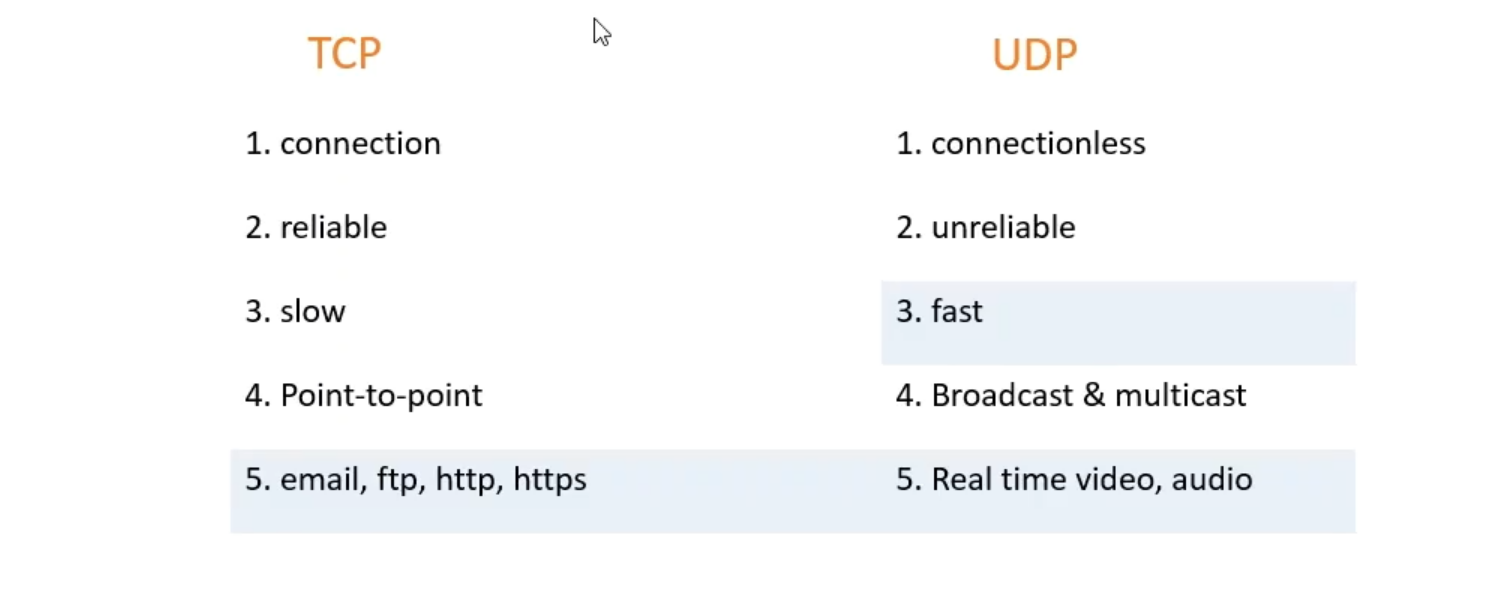 TCP
UDP
1. connection
1. connectionless
2. reliable
2. unreliable
3. slow
3. fast
4. Point-to-point
4. Broadcast & multicast
5. email, ftp, http, https
5. Real time video, audio